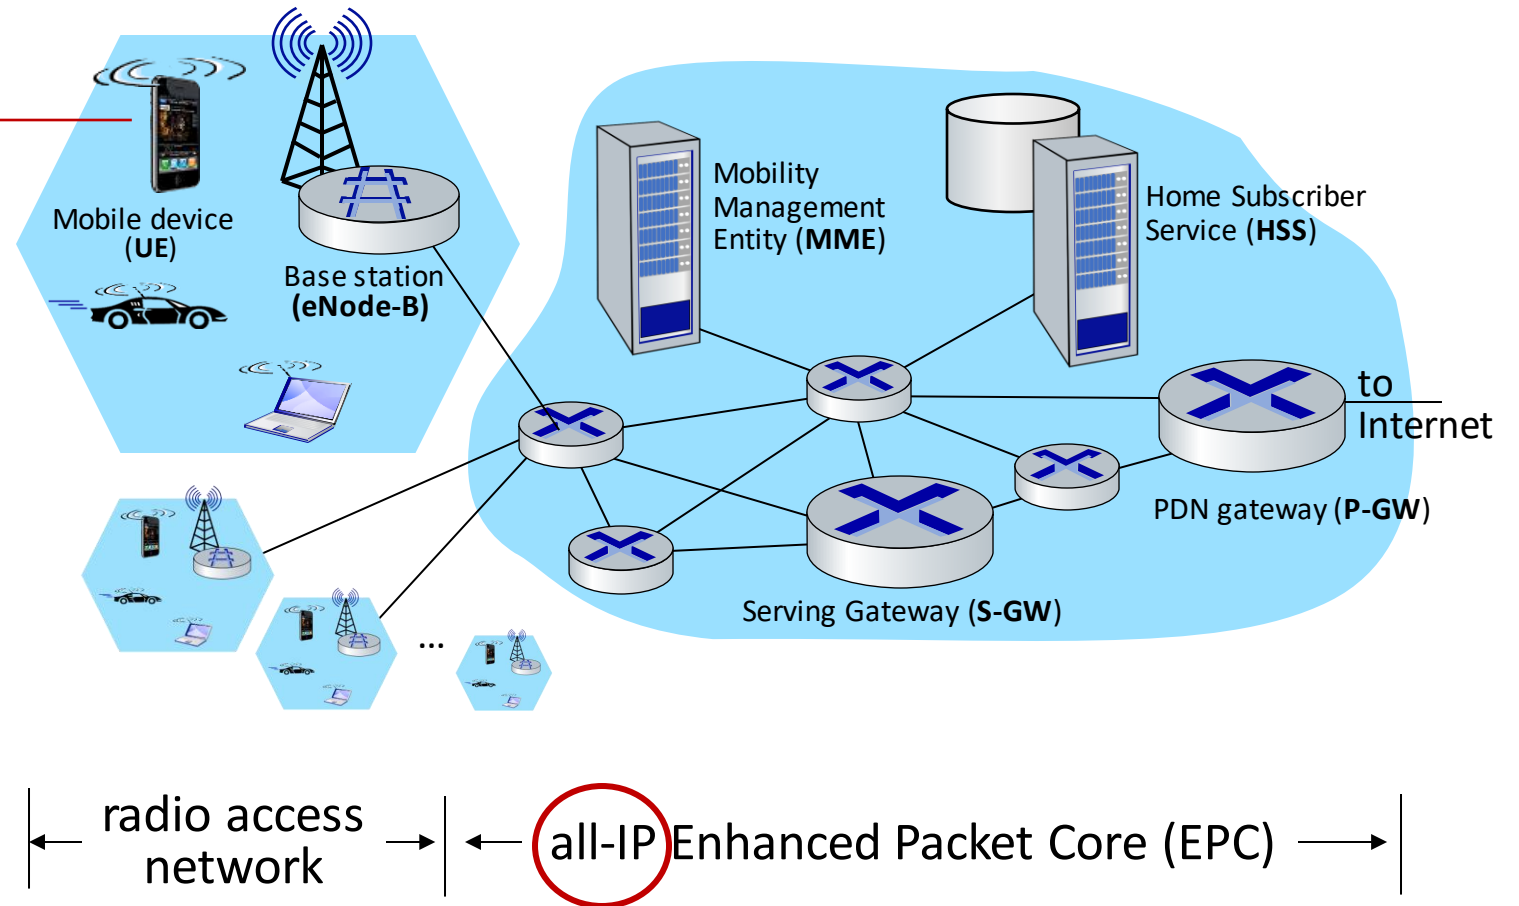 Mobile device
(UE)
Base station
(eNode-B)
Mobility
Management
Entity (MME)
Home Subscriber
Service (HSS)
to
Internet
PDN gateway (P-GW)
Serving Gateway (S-GW)
...
radio access
network
all-IP Enhanced Packet Core (EPC)